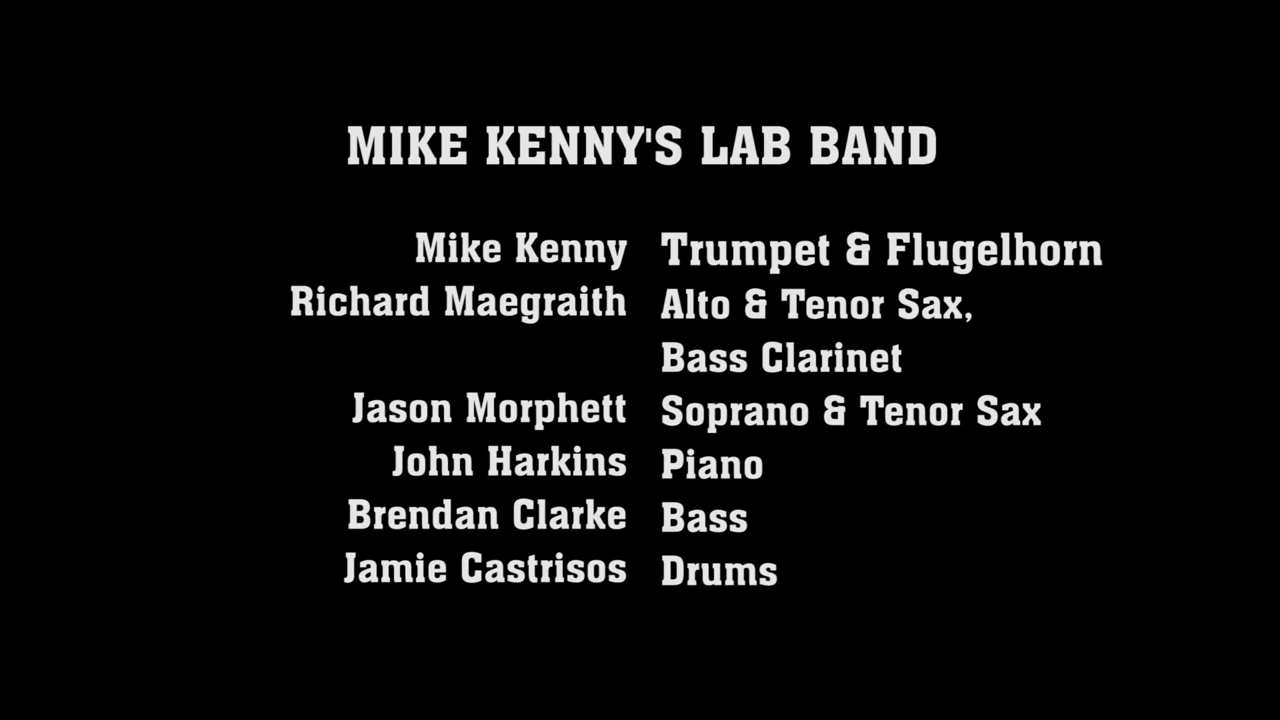 MIKE KENNY'S LAB BAND
Mike Kenny Trumpet & Flugelhorn
Richard Maegraith Alto & Tenor Sax,
Bass Clarinet
Jason Morphett Soprano & Tenor Sax
John Harkins Piano
Brendan Clarke Bass
Jamie Castrisos Drums